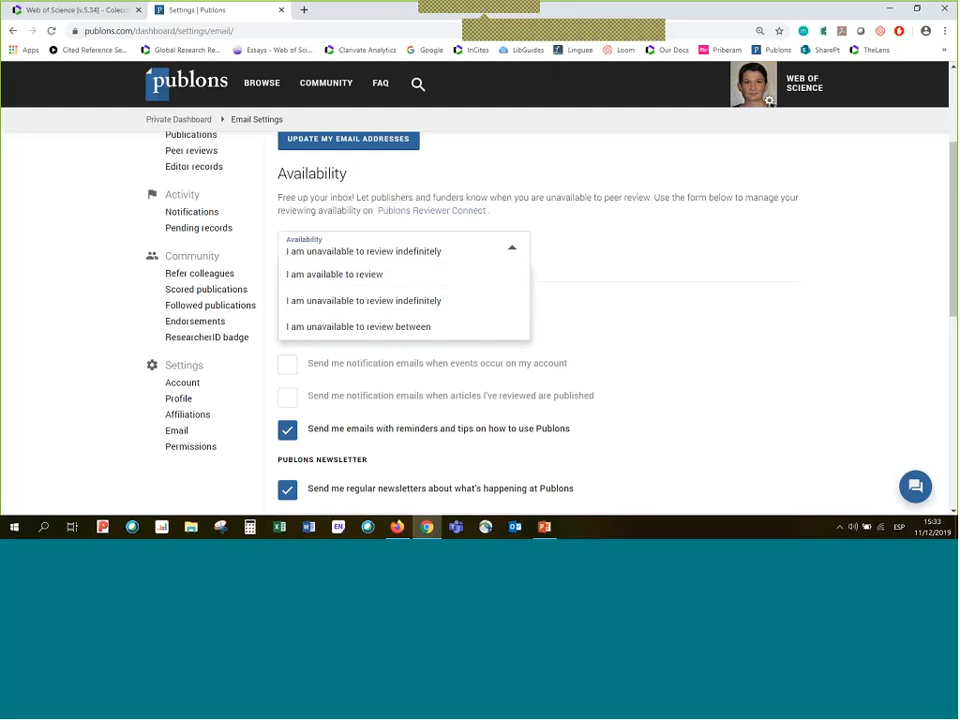 Web of Science [v.5.34] - Colecc
Settings | Publons
publons.com/dashboard/settings/email/
Apps
Cited Reference Se...
Global Research Re...
Essays - Web of Sci...
Clarivate Analytics
Google
InCites
LibGuides
Linguee
Loom
Our Docs
Priberam
Publons
SharePt
TheLens
publons
BROWSE
COMMUNITY
FAQ
WEB OF
SCIENCE
Private Dashboard
Email Settings
Publications
Peer reviews
Editor records
Activity
Notifications
Pending records
Community
Refer colleagues
Scored publications
Followed publications
Endorsements
ResearcherID badge
Settings
Account
Profile
Affiliations
Email
Permissions
UPDATE MY EMAIL ADDRESSES
Availability
Free up your inbox! Let publishers and funders know when you are unavailable to peer review. Use the form below to manage your
reviewing availability on Publons Reviewer Connect .
Availability
I am unavailable to review indefinitely
I am available to review
I am unavailable to review indefinitely
I am unavailable to review between
Send me notification emails when events occur on my account
Send me notification emails when articles I've reviewed are published
Send me emails with reminders and tips on how to use Publons
PUBLONS NEWSLETTER
Send me regular newsletters about what's happening at Publons
EN
ESP
15:33
11/12/2019